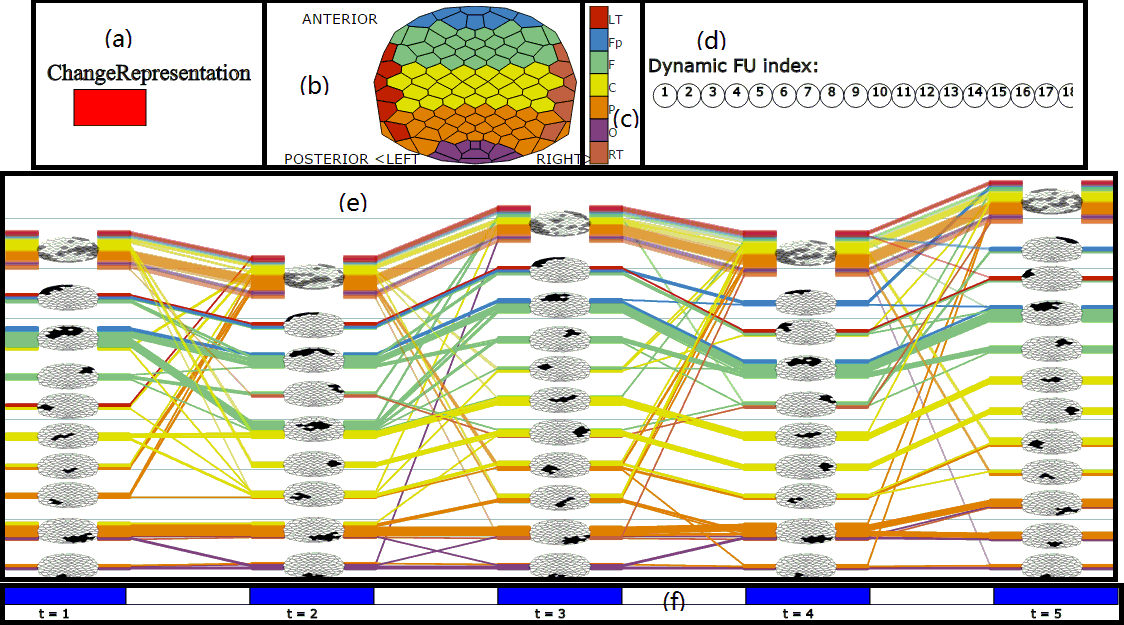 (a)
ChangeRepresentation
ANTERIOR
(b)
POSTERIOR <LEFT
RIGHT>
LT
Fp
F
C
P
O
RT
(c)
(d)
Dynamic FU index:
1 2 3 4 5 6 7 8 9 10 11 12 13 14 15 16 17 18
(e)
(f)
t = 1
t = 2
t = 3
t = 4
t = 5